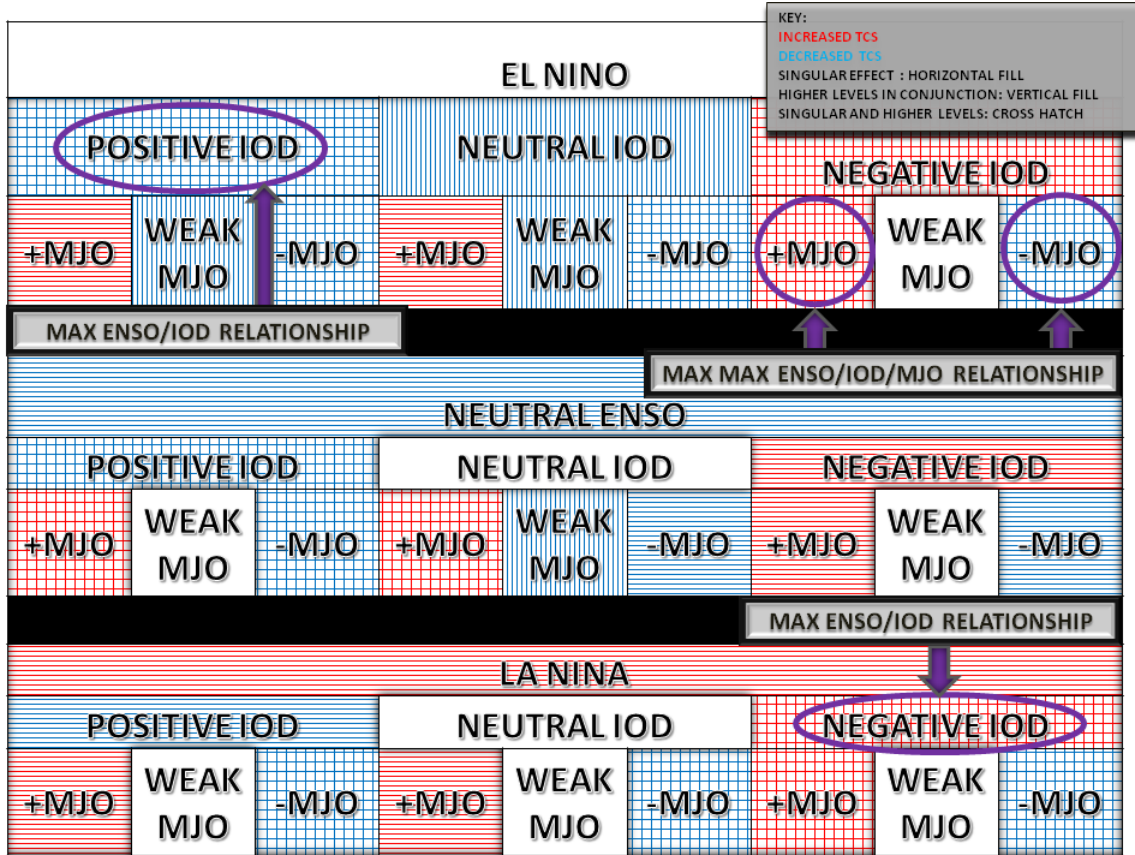 KEY:
INCREASED TCS
DECREASED TCS
SINGULAR EFFECT : HORIZONTAL FILL
HIGHER LEVELS IN CONJUNCTION: VERTICAL FILL
SINGULAR AND HIGHER LEVELS: CROSS HATCH
EL NINO
POSITIVE IOD
NEUTRAL IOD
NEGATIVE IOD
+MJO
WEAK
MJO
-MJO
+MJO
WEAK
MJO
-MJO
+MJO
WEAK
MJO
-MJO
MAX ENSO/IOD RELATIONSHIP
MAX MAX ENSO/IOD/MJO RELATIONSHIP
NEUTRAL ENSO
POSITIVE IOD
NEUTRAL IOD
NEGATIVE IOD
+MJO
WEAK
MJO
-MJO
+MJO
WEAK
MJO
-MJO
+MJO
WEAK
MJO
-MJO
MAX ENSO/IOD RELATIONSHIP
LA NINA
POSITIVE IOD
NEUTRAL IOD
NEGATIVE IOD
+MJO
WEAK
MJO
-MJO
+MJO
WEAK
MJO
-MJO
+MJO
WEAK
MJO
-MJO